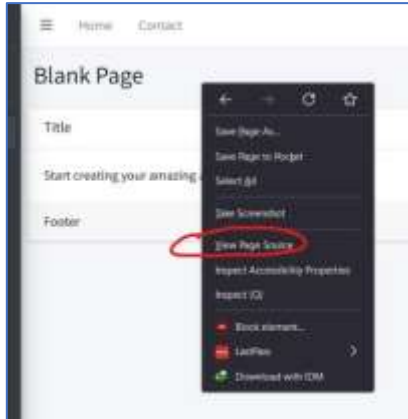 Home Contact
Blank Page
Title
Start creating your amazing
Footer
Save Page As...
Save Page to Pocket
Select All
Take Screenshot
View Page Source
Inspect Accessibility Properties
Inspect (Q)
Block element...
LastPass
Download with IDM